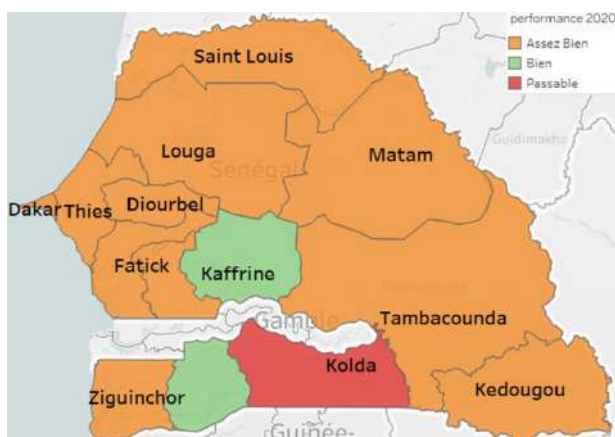 performance 2020
Assez Bien
Bien
Passable
Saint Louis
Guidimakha
Louga
Sénégal
Matam
Dakar
Thies
Diourbel
Fatick
Kaffrine
Gambie
Tambacounda
Kolda
Kedougou
Ziguinchor
Guinée-